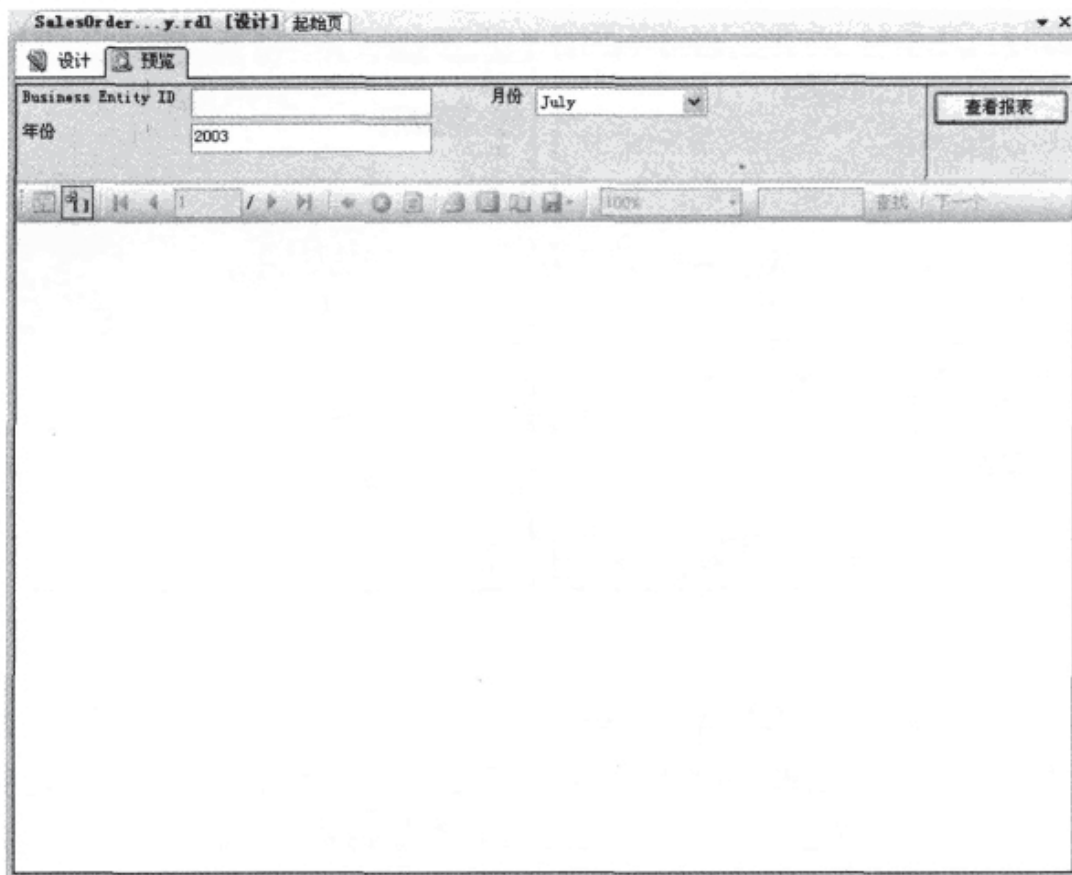 SalesOrder...y.rdl [设计] 起始页
设计 预览
Business Entity ID 月份 July 查看报表
年份 2003
1 / 100% 查找 | 下一个